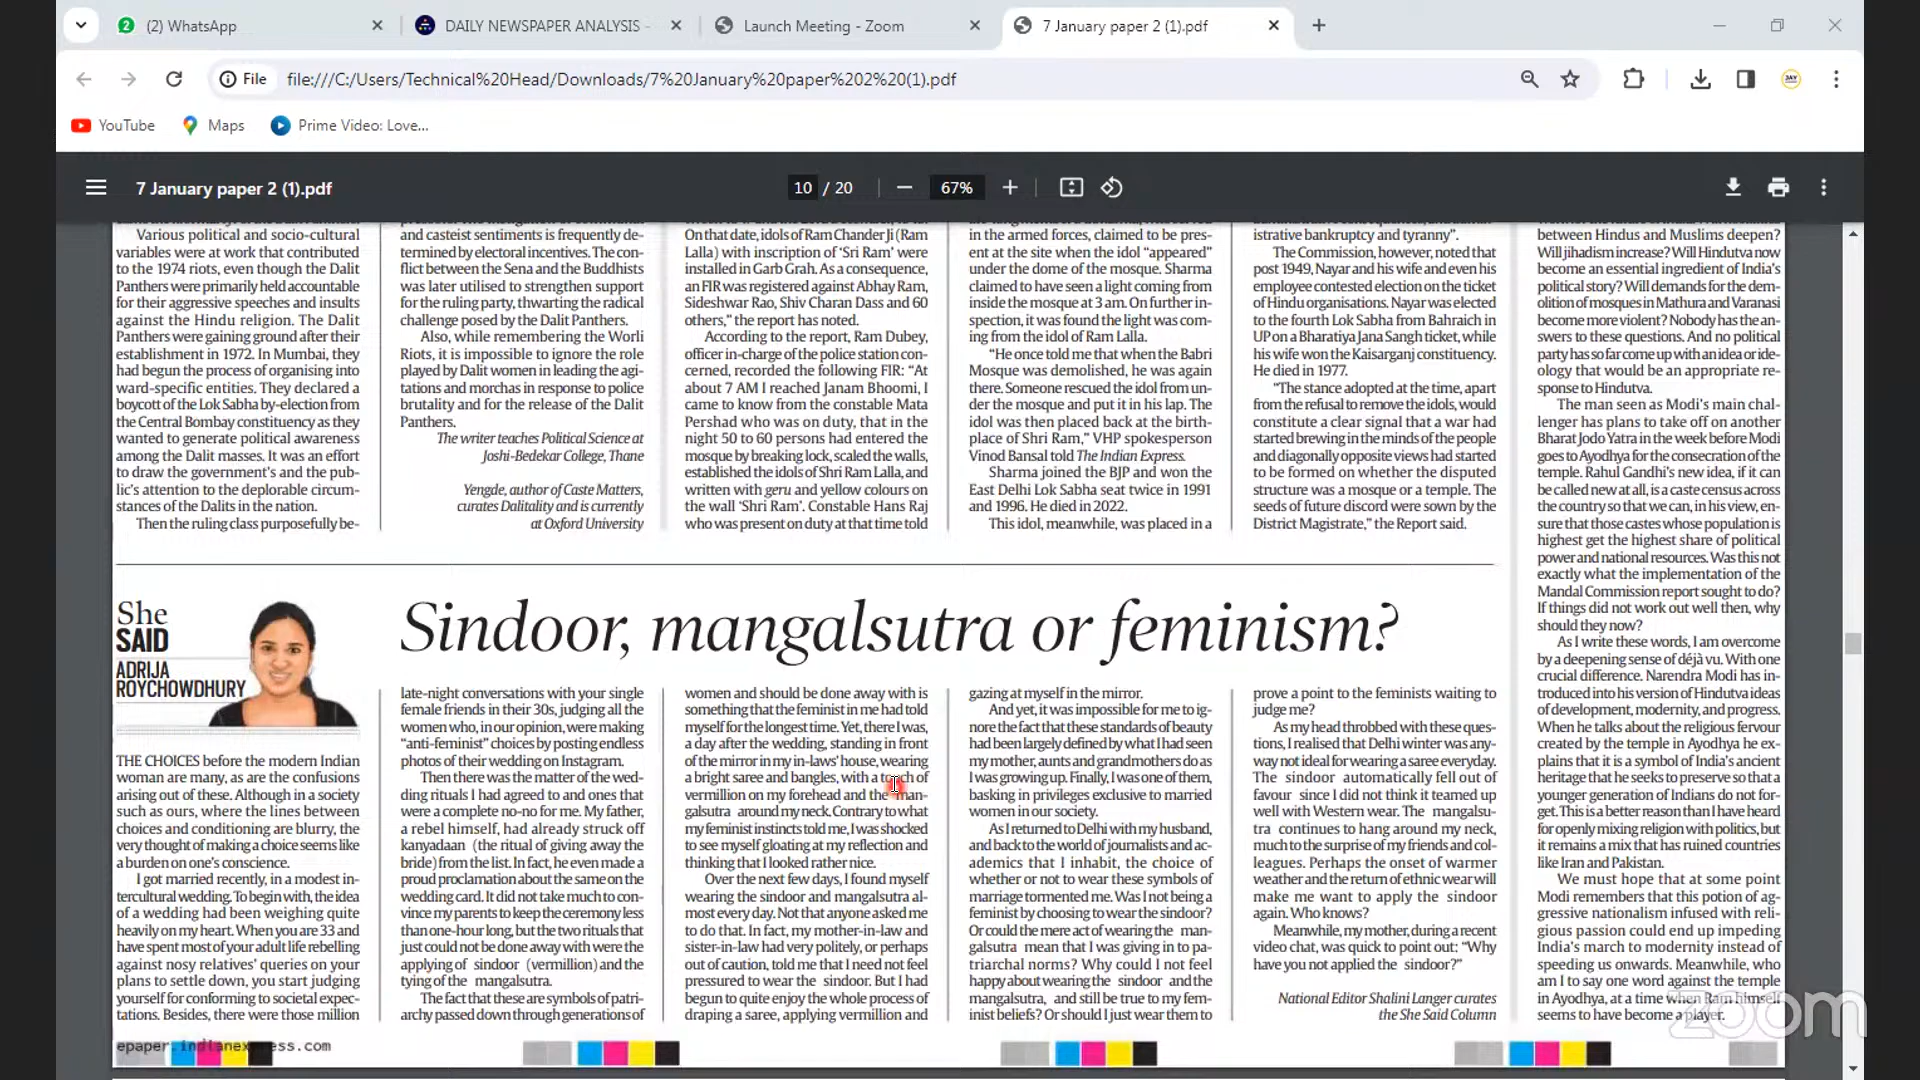 (2) WhatsApp
DAILY NEWSPAPER ANALYSIS -
Launch Meeting - Zoom
7 January paper 2 (1).pdf
File
file:///C:/Users/Technical%20Head/Downloads/7%20January%20paper%202%20(1).pdf
YouTube
Maps
Prime Video: Love...
7 January paper 2 (1).pdf
10 / 20
67%
Various political and socio-cultural
variables were at work that contributed
to the 1974 riots, even though the Dalit
Panthers were primarily held accountable
for their aggressive speeches and insults
against the Hindu religion. The Dalit
Panthers were gaining ground after their
establishment in 1972. In Mumbai, they
had begun the process of organising into
ward-specific entities. They declared a
boycott of the Lok Sabha by-election from
the Central Bombay constituency as they
wanted to generate political awareness
among the Dalit masses. It was an effort
to draw the government's and the pub-
lic's attention to the deplorable circum-
stances of the Dalits in the nation.
Then the ruling class purposefully be-
and casteist sentiments is frequently de-
termined by electoral incentives. The con-
flict between the Sena and the Buddhists
was later utilised to strengthen support
for the ruling party, thwarting the radical
challenge posed by the Dalit Panthers.
Also, while remembering the Worli
Riots, it is impossible to ignore the role
played by Dalit women in leading the agi-
tations and morchas in response to police
brutality and for the release of the Dalit
Panthers.
The writer teaches Political Science at
Joshi-Bedekar College, Thane
Yengde, author of Caste Matters,
curates Dalitality and is currently
at Oxford University
On that date, idols of Ram Chander Ji (Ram
Lalla) with inscription of 'Sri Ram' were
installed in Garb Grah. As a consequence,
an FIR was registered against Abhay Ram,
Sideshwar Rao, Shiv Charan Dass and 60
others," the report has noted.
According to the report, Ram Dubey,
officer in-charge of the police station con-
cerned, recorded the following FIR: "At
about 7 AM I reached Janam Bhoomi, I
came to know from the constable Mata
Pershad who was on duty, that in the
night 50 to 60 persons had entered the
mosque by breaking lock, scaled the walls,
established the idols of Shri Ram Lalla, and
written with geru and yellow colours on
the wall 'Shri Ram'. Constable Hans Raj
who was present on duty at that time told
in the armed forces, claimed to be pres-
ent at the site when the idol "appeared"
under the dome of the mosque. Sharma
claimed to have seen a light coming from
inside the mosque at 3 am. On further in-
spection, it was found the light was com-
ing from the idol of Ram Lalla.
"He once told me that when the Babri
Mosque was demolished, he was again
there. Someone rescued the idol from un-
der the mosque and put it in his lap. The
idol was then placed back at the birth-
place of Shri Ram," VHP spokesperson
Vinod Bansal told The Indian Express.
Sharma joined the BJP and won the
East Delhi Lok Sabha seat twice in 1991
and 1996. He died in 2022.
This idol, meanwhile, was placed in a
istrative bankruptcy and tyranny".
The Commission, however, noted that
post 1949, Nayar and his wife and even his
employee contested election on the ticket
of Hindu organisations. Nayar was elected
to the fourth Lok Sabha from Bahraich in
UP on a Bharatiya Jana Sangh ticket, while
his wife won the Kaisarganj constituency.
He died in 1977.
"The stance adopted at the time, apart
from the refusal to remove the idols, would
constitute a clear signal that a war had
started brewing in the minds of the people
and diagonally opposite views had started
to be formed on whether the disputed
structure was a mosque or a temple. The
seeds of future discord were sown by the
District Magistrate," the Report said.
between Hindus and Muslims deepen?
Will jihadism increase? Will Hindutva now
become an essential ingredient of India's
political story? Will demands for the dem-
olition of mosques in Mathura and Varanasi
become more violent? Nobody has the an-
swers to these questions. And no political
party has so far come up with an idea or ide-
ology that would be an appropriate re-
sponse to Hindutva.
The man seen as Modi's main chal-
lenger has plans to take off on another
Bharat Jodo Yatra in the week before Modi
goes to Ayodhya for the consecration of the
temple. Rahul Gandhi's new idea, if it can
be called new at all, is a caste census across
the country so that we can, in his view, en-
sure that those castes whose population is
highest get the highest share of political
power and national resources. Was this not
exactly what the implementation of the
Mandal Commission report sought to do?
If things did not work out well then, why
should they now?
As I write these words, I am overcome
by a deepening sense of déjà vu. With one
crucial difference. Narendra Modi has in-
troduced into his version of Hindutva ideas
of development, modernity, and progress.
When he talks about the religious fervour
created by the temple in Ayodhya he ex-
plains that it is a symbol of India's ancient
heritage that he seeks to preserve so that a
younger generation of Indians do not for-
get. This is a better reason than I have heard
for openly mixing religion with politics, but
it remains a mix that has ruined countries
like Iran and Pakistan.
We must hope that at some point
Modi remembers that this potion of ag-
gressive nationalism infused with reli-
gious passion could end up impeding
India's march to modernity instead of
speeding us onwards. Meanwhile, who
am I to say one word against the temple
in Ayodhya, at a time when Ram himself
seems to have become a player.
She
SAID
ADRIJA
ROYCHOWDHURY
Sindoor, mangalsutra or feminism?
THE CHOICES before the modern Indian
woman are many, as are the confusions
arising out of these. Although in a society
such as ours, where the lines between
choices and conditioning are blurry, the
very thought of making a choice seems like
a burden on one's conscience.
I got married recently, in a modest in-
tercultural wedding. To begin with, the idea
of a wedding had been weighing quite
heavily on my heart. When you are 33 and
have spent most of your adult life rebelling
against nosy relatives' queries on your
plans to settle down, you start judging
yourself for conforming to societal expec-
tations. Besides, there were those million
late-night conversations with your single
female friends in their 30s, judging all the
women who, in our opinion, were making
"anti-feminist" choices by posting endless
photos of their wedding on Instagram.
Then there was the matter of the wed-
ding rituals I had agreed to and ones that
were a complete no-no for me. My father,
a rebel himself, had already struck off
kanyadaan (the ritual of giving away the
bride) from the list. In fact, he even made a
proud proclamation about the same on the
wedding card. It did not take much to con-
vince my parents to keep the ceremony less
than one-hour long, but the two rituals that
just could not be done away with were the
applying of sindoor (vermillion) and the
tying of the mangalsutra.
The fact that these are symbols of patri-
archy passed down through generations of
women and should be done away with is
something that the feminist in me had told
myself for the longest time. Yet, there I was,
a day after the wedding, standing in front
of the mirror in my in-laws' house, wearing
a bright saree and bangles, with a touch of
vermillion on my forehead and the man-
galsutra around my neck. Contrary to what
my feminist instincts told me, I was shocked
to see myself gloating at my reflection and
thinking that I looked rather nice.
Over the next few days, I found myself
wearing the sindoor and mangalsutra al-
most every day. Not that anyone asked me
to do that. In fact, my mother-in-law and
sister-in-law had very politely, or perhaps
out of caution, told me that I need not feel
pressured to wear the sindoor. But I had
begun to quite enjoy the whole process of
draping a saree, applying vermillion and
gazing at myself in the mirror.
And yet, it was impossible for me to ig-
nore the fact that these standards of beauty
had been largely defined by what I had seen
my mother, aunts and grandmothers do as
I was growing up. Finally, I was one of them,
basking in privileges exclusive to married
women in our society.
As I returned to Delhi with my husband,
and back to the world of journalists and ac-
ademics that I inhabit, the choice of
whether or not to wear these symbols of
marriage tormented me. Was I not being a
feminist by choosing to wear the sindoor?
Or could the mere act of wearing the man-
galsutra mean that I was giving in to pa-
triarchal norms? Why could I not feel
happy about wearing the sindoor and the
mangalsutra, and still be true to my fem-
inist beliefs? Or should I just wear them to
prove a point to the feminists waiting to
judge me?
As my head throbbed with these ques-
tions, I realised that Delhi winter was any-
way not ideal for wearing a saree everyday.
The sindoor automatically fell out of
favour since I did not think it teamed up
well with Western wear. The mangalsu-
tra continues to hang around my neck,
much to the surprise of my friends and col-
leagues. Perhaps the onset of warmer
weather and the return of ethnic wear will
make me want to apply the sindoor
again. Who knows?
Meanwhile, my mother, during a recent
video chat, was quick to point out: "Why
have you not applied the sindoor?"
National Editor Shalini Langer curates
the She Said Column
epaper.indianexpress.com
zoom